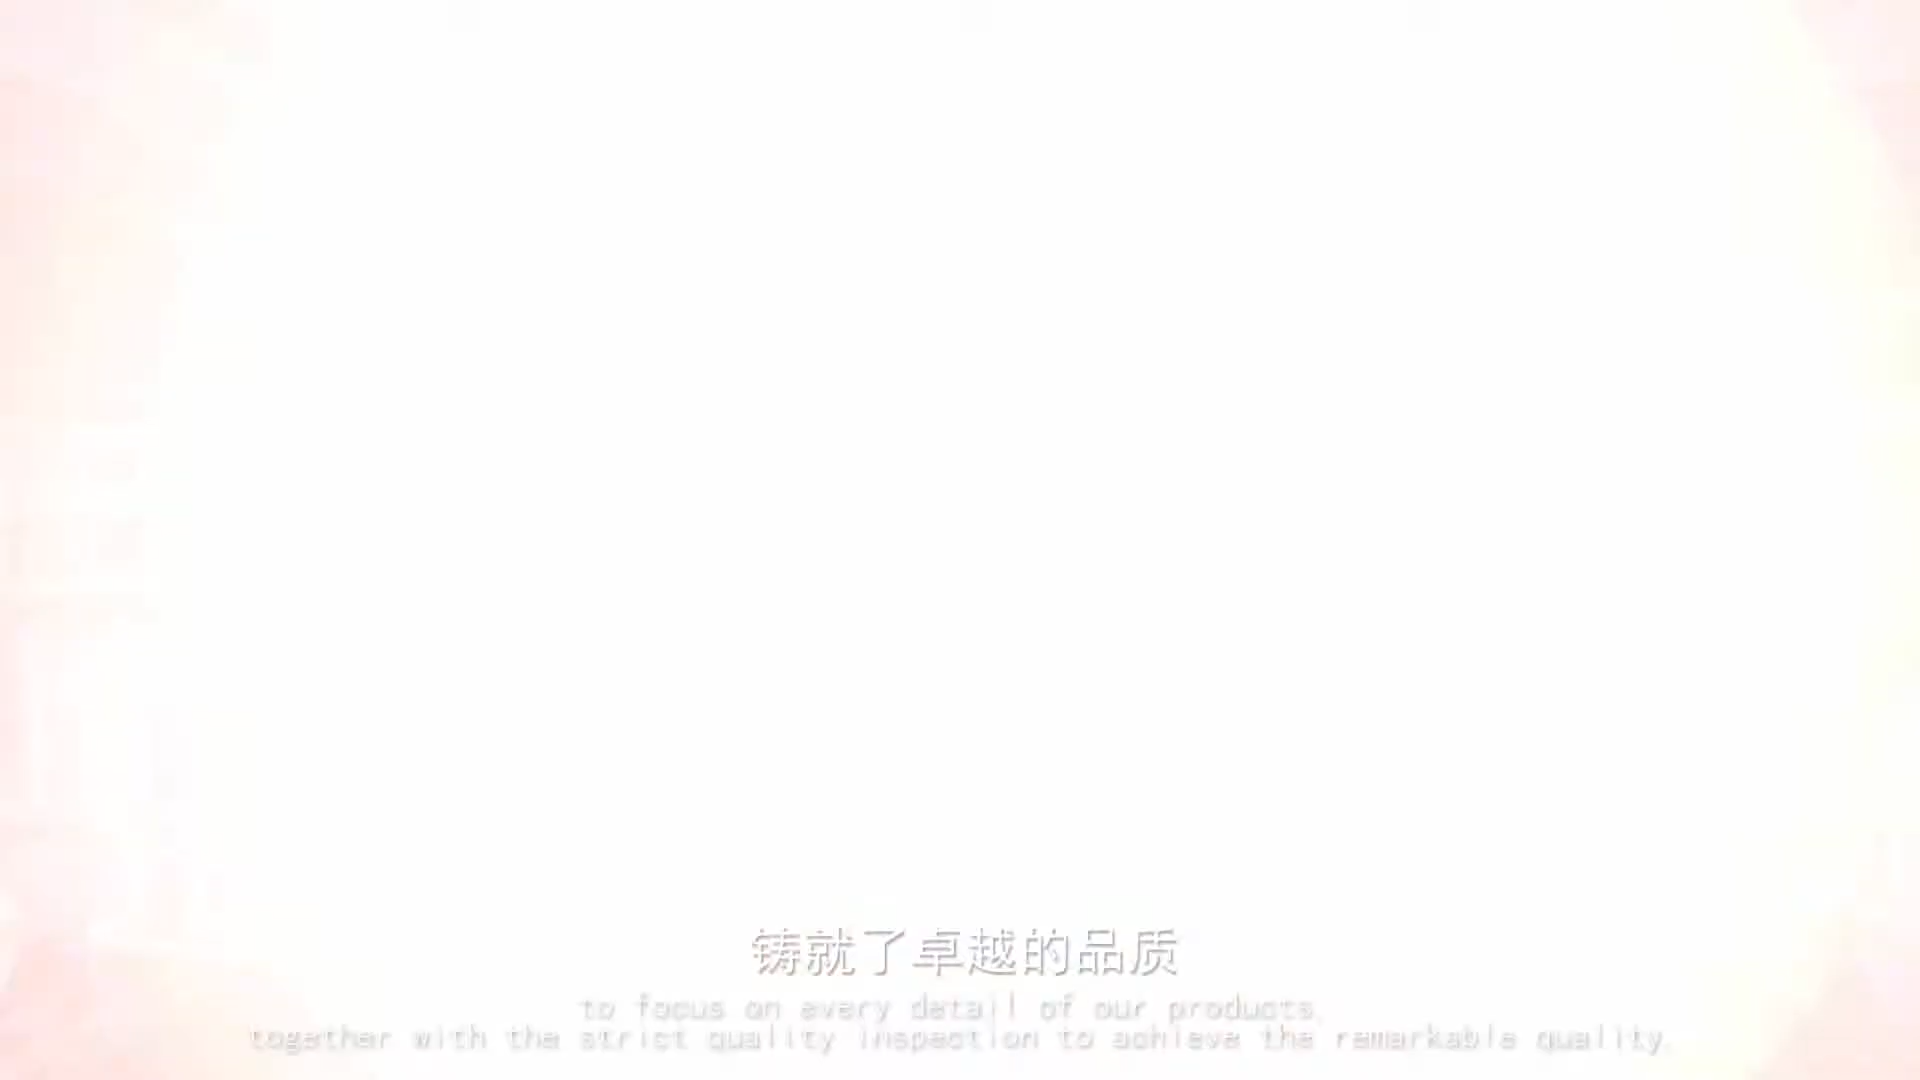 铸就了卓越的品质
to focus on every detail of our products,
together with the strict quality inspection to achieve the remarkable quality.